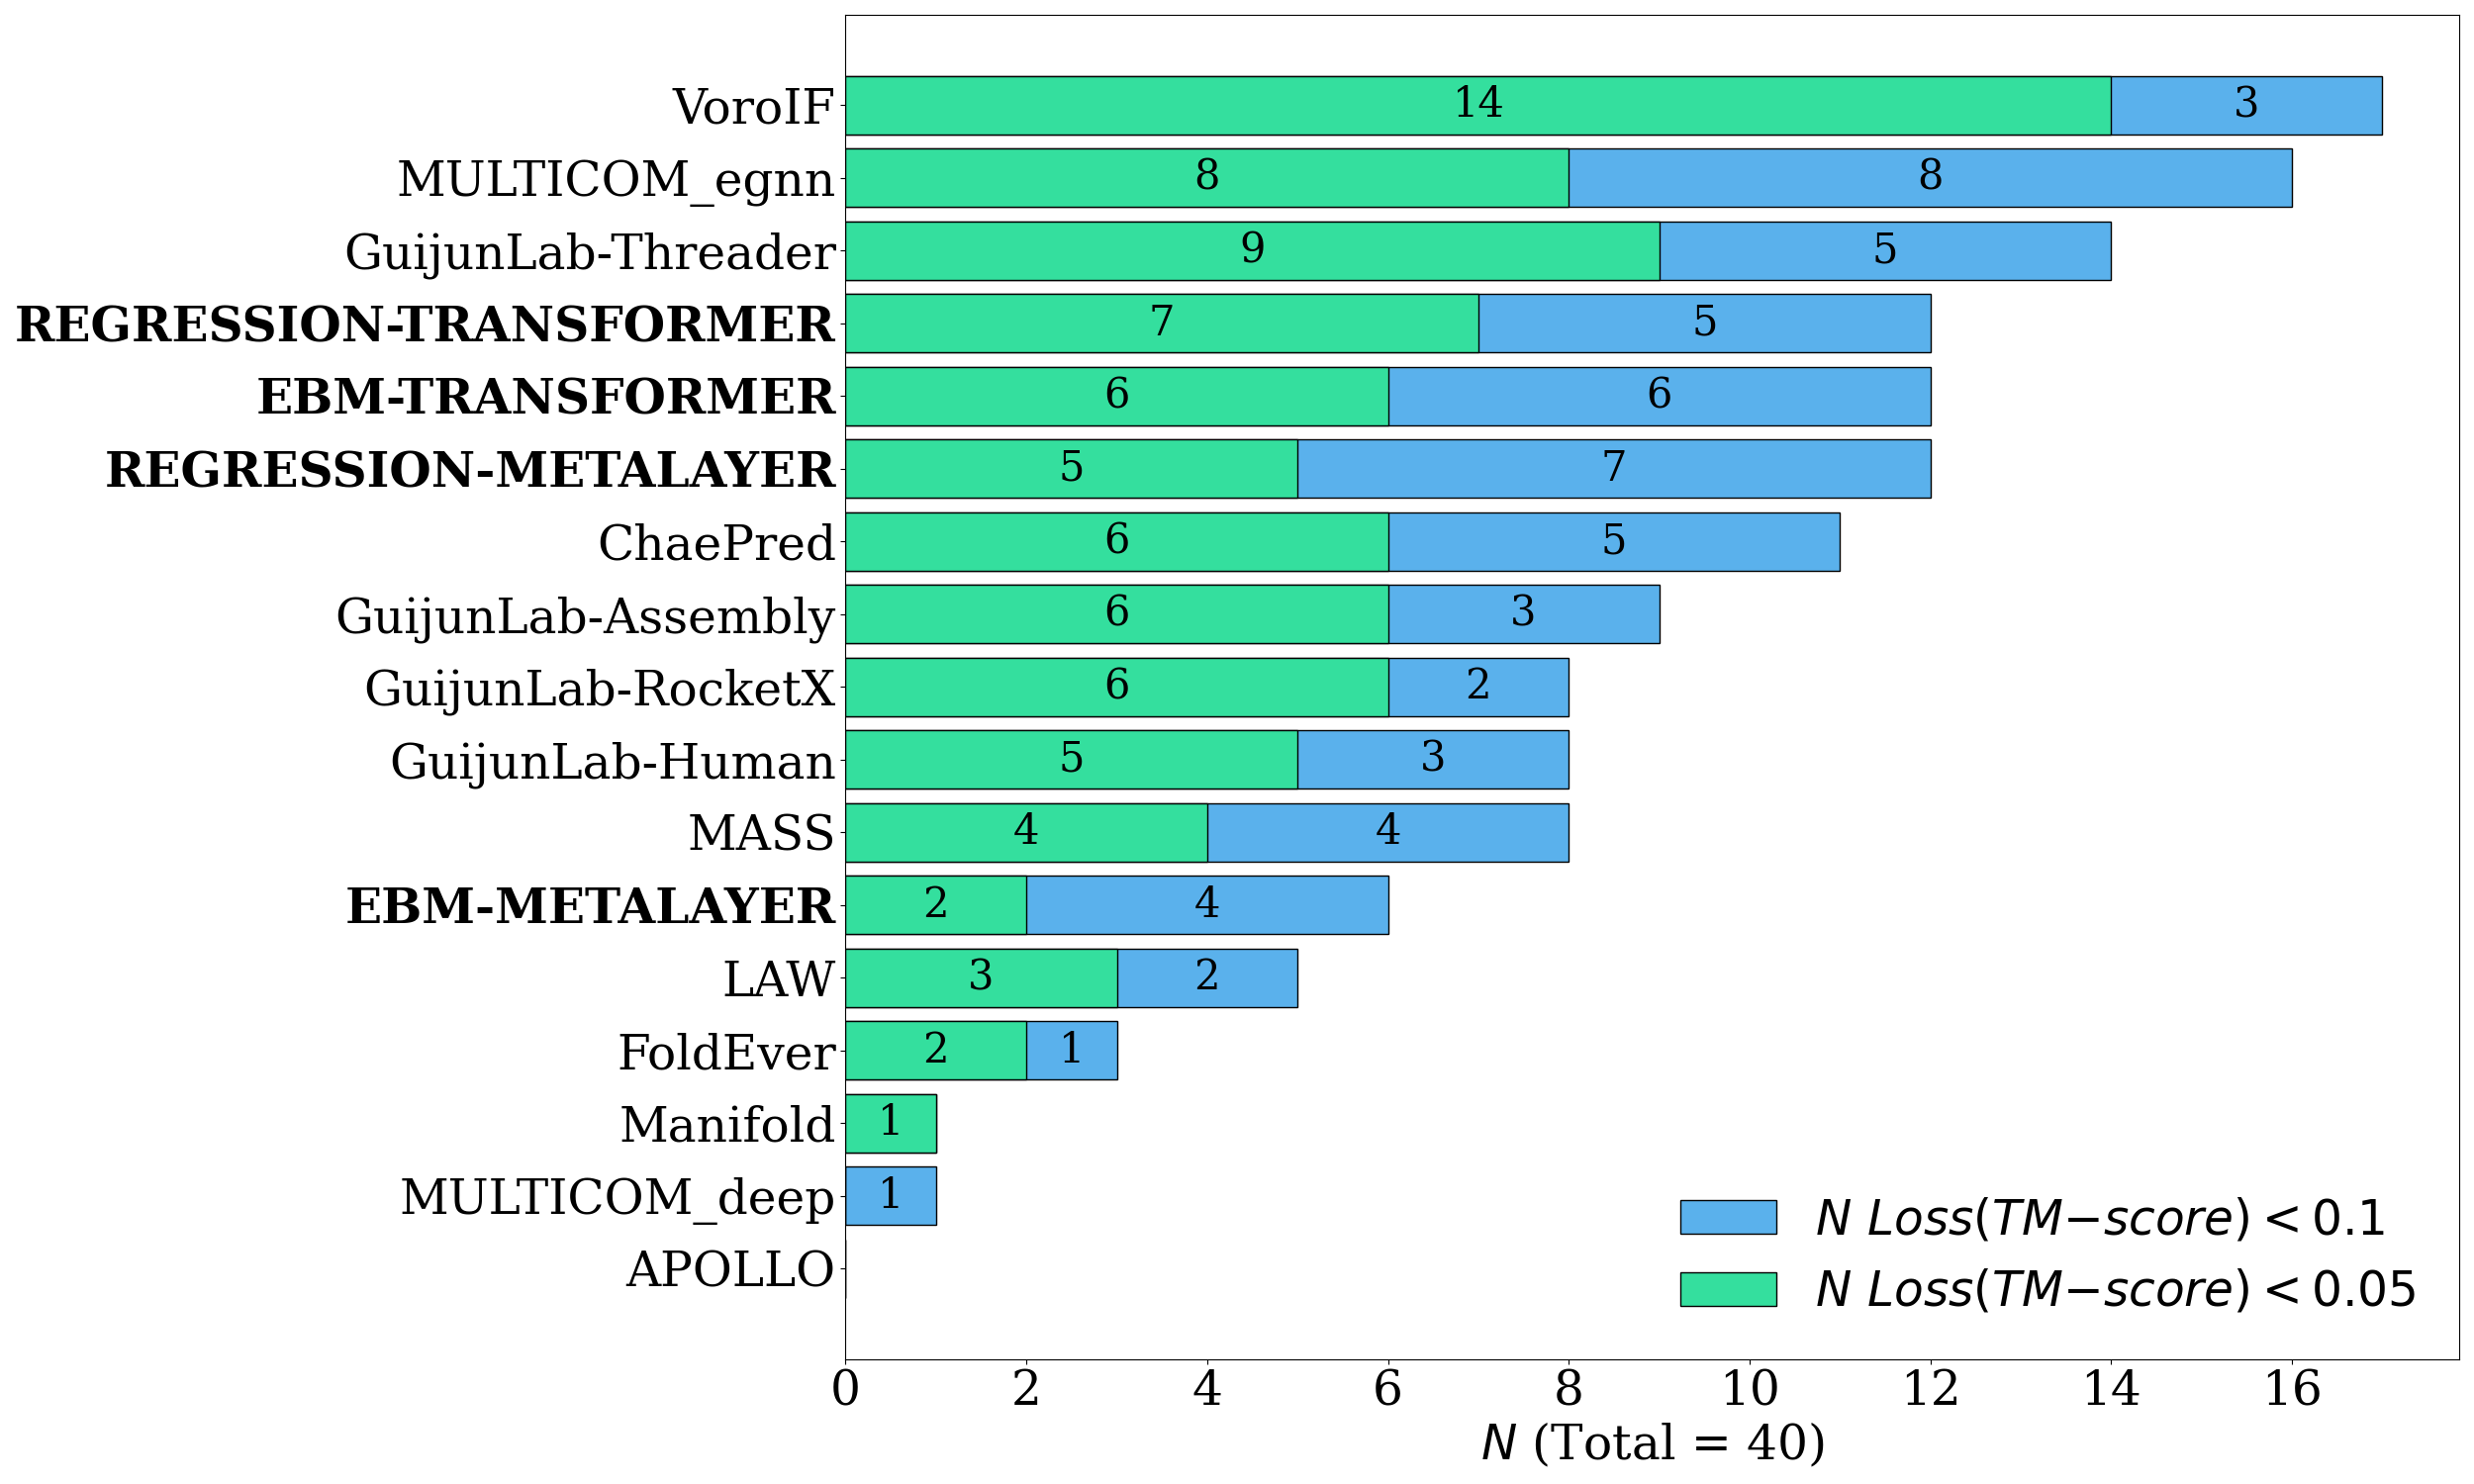 VoroIF 14 3
MULTICOM_egnn 8 8
GuijunLab-Threader 9 5
REGRESSION-TRANSFORMER 7 5
EBM-TRANSFORMER 6 6
REGRESSION-METALAYER 5 7
ChaePred 6 5
GuijunLab-Assembly 6 3
GuijunLab-RocketX 6 2
GuijunLab-Human 5 3
MASS 4 4
EBM-METALAYER 2 4
LAW 3 2
FoldEver 2 1
Manifold 1
MULTICOM_deep 1
APOLLO
N Loss(TM−score) < 0.1
N Loss(TM−score) < 0.05
0 2 4 6 8 10 12 14 16
N (Total = 40)